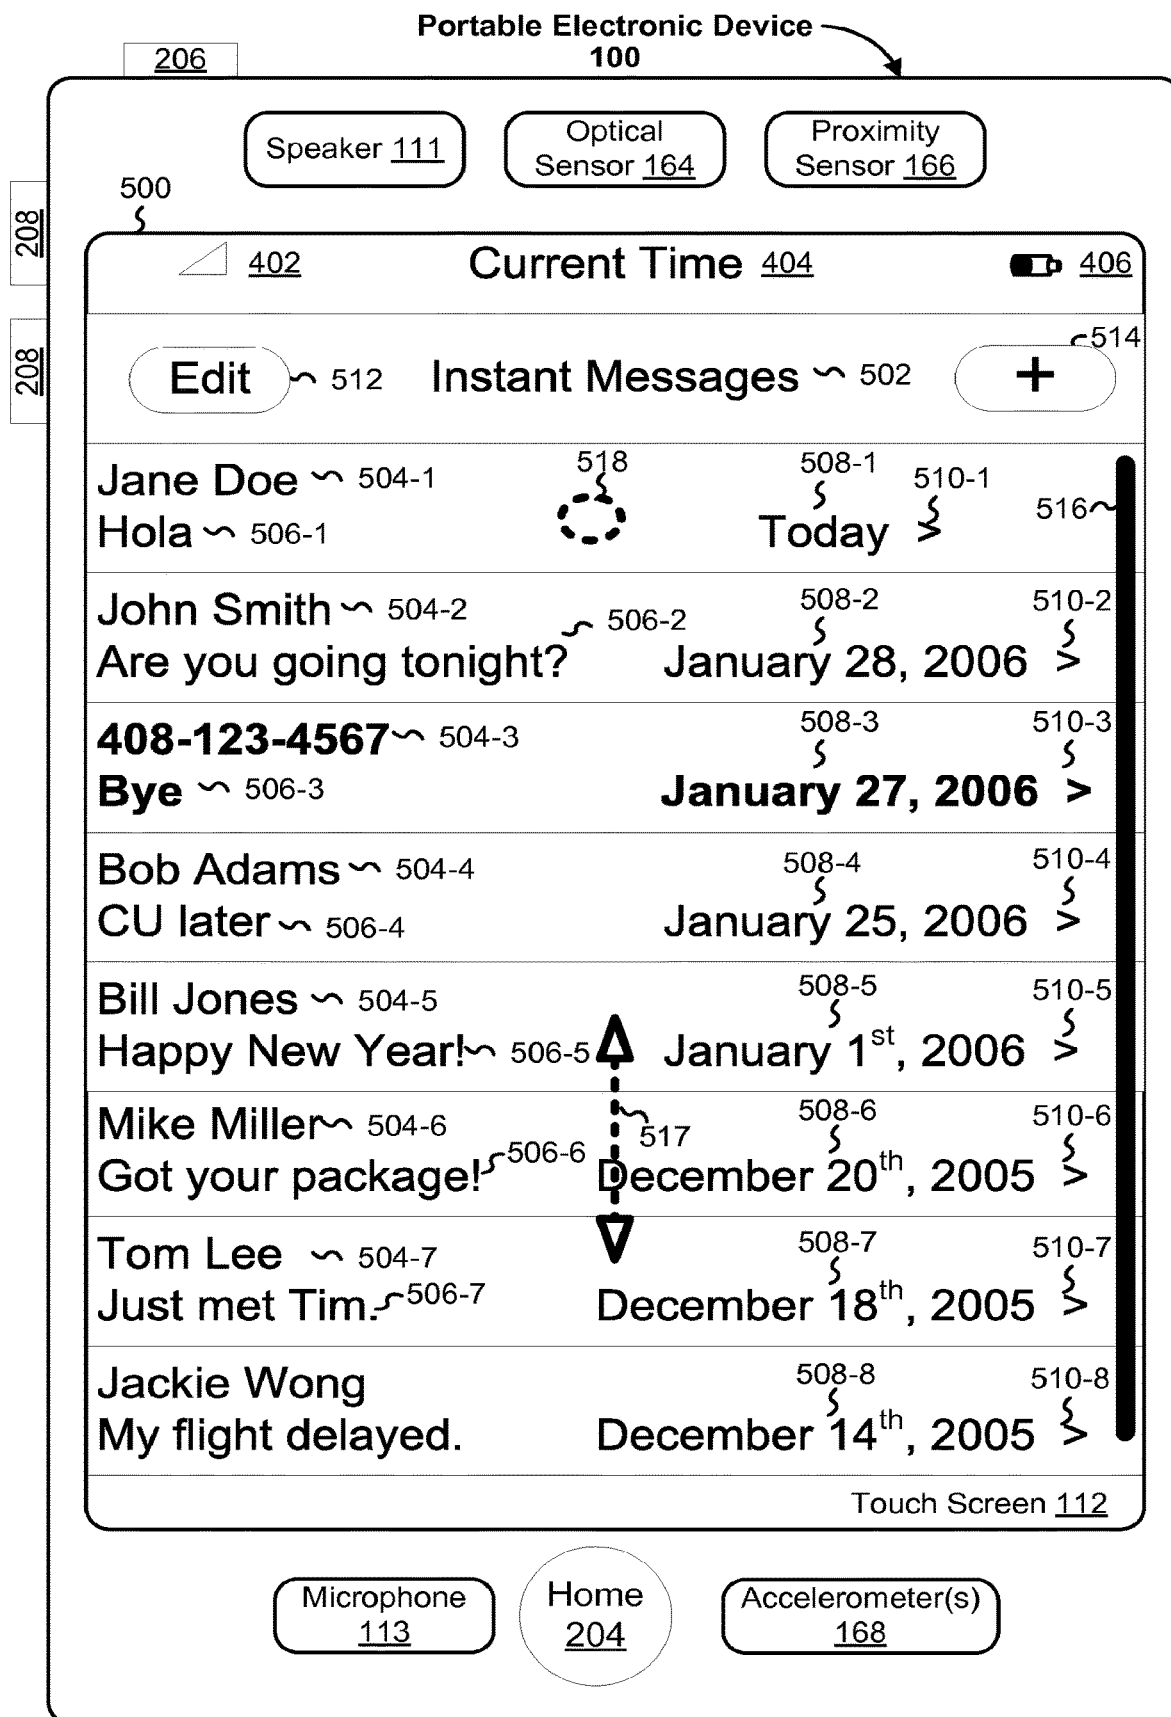 Portable Electronic Device
100
206
Speaker 111
Optical
Sensor 164
Proximity
Sensor 166
208
500
402 Current Time 404 406
208
Edit 512 Instant Messages 502 + 514
Jane Doe 504-1 518 508-1 510-1
Hola 506-1 Today > 516
John Smith 504-2 506-2 508-2 510-2
Are you going tonight? January 28, 2006 >
408-123-4567 504-3 508-3 510-3
Bye 506-3 January 27, 2006 >
Bob Adams 504-4 508-4 510-4
CU later 506-4 January 25, 2006 >
Bill Jones 504-5 508-5 510-5
Happy New Year! 506-5 January 1st, 2006 >
Mike Miller 504-6 517 508-6 510-6
Got your package! 506-6 December 20th, 2005 >
Tom Lee 504-7 508-7 510-7
Just met Tim. 506-7 December 18th, 2005 >
Jackie Wong 508-8 510-8
My flight delayed. December 14th, 2005 >
Touch Screen 112
Microphone
113
Home
204
Accelerometer(s)
168